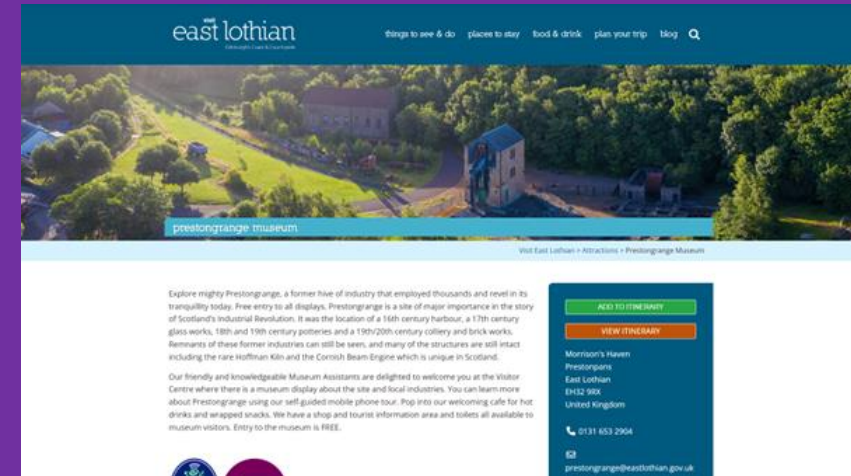 visit
east lothian
Edinburgh's Coast & Countryside
things to see & do places to stay food & drink plan your trip blog
prestongrange museum
Visit East Lothian > Attractions > Prestongrange Museum
Explore mighty Prestongrange, a former hive of industry that employed thousands and revel in its
tranquillity today. Free entry to all displays. Prestongrange is a site of major importance in the story
of Scotland's Industrial Revolution. It was the location of a 16th century harbour, a 17th century
glass works, 18th and 19th century potteries and a 19th/20th century colliery and brick works.
Remnants of these former industries can still be seen, and many of the structures are still intact
including the rare Hoffman Kiln and the Cornish Beam Engine which is unique in Scotland.
Our friendly and knowledgeable Museum Assistants are delighted to welcome you at the Visitor
Centre where there is a museum display about the site and local industries. You can learn more
about Prestongrange using our self-guided mobile phone tour. Pop into our welcoming cafe for hot
drinks and wrapped snacks. We have a shop and tourist information area and toilets all available to
museum visitors. Entry to the museum is FREE.
ADD TO ITINERARY
VIEW ITINERARY
Morrison's Haven
Prestonpans
East Lothian
EH32 9RX
United Kingdom
0131 653 2904
prestongrange@eastlothian.gov.uk